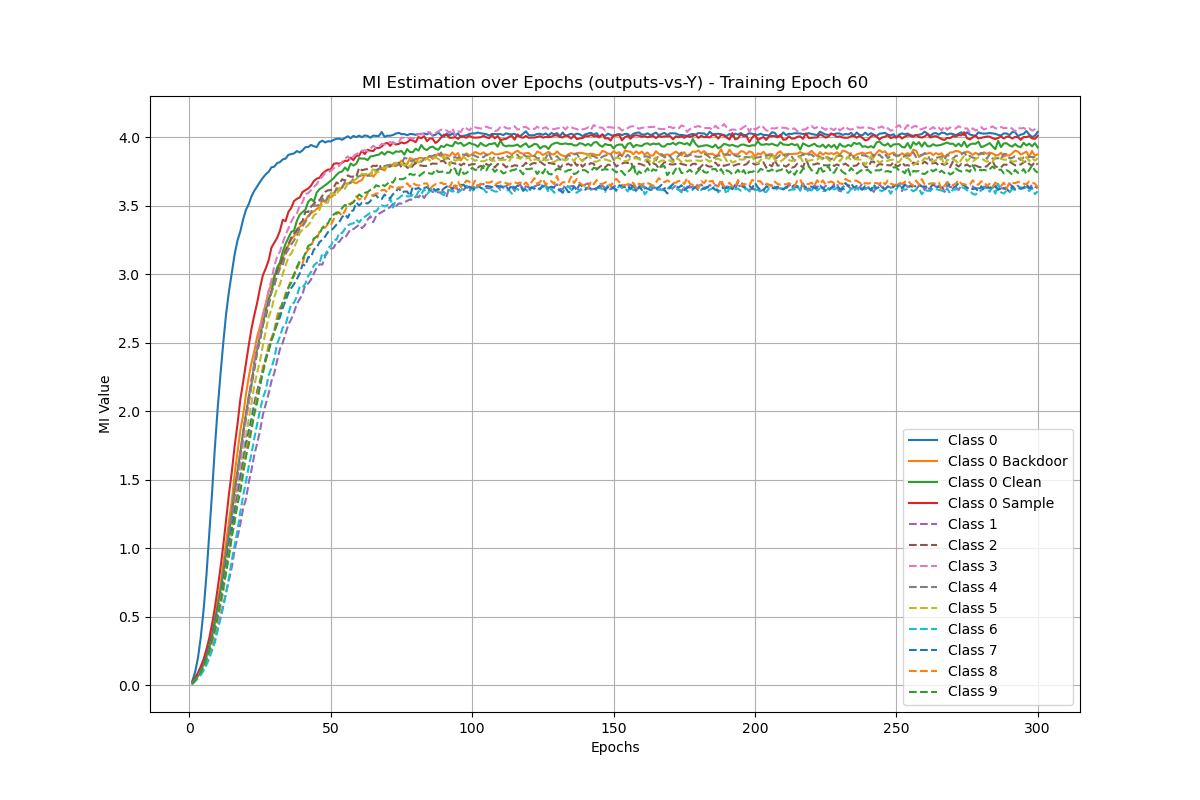 MI Estimation over Epochs (outputs-vs-Y) - Training Epoch 60
MI Value
4.0
3.5
3.0
2.5
2.0
1.5
1.0
0.5
0.0
0
50
100
150
200
250
300
Epochs
Class 0
Class 0 Backdoor
Class 0 Clean
Class 0 Sample
Class 1
Class 2
Class 3
Class 4
Class 5
Class 6
Class 7
Class 8
Class 9